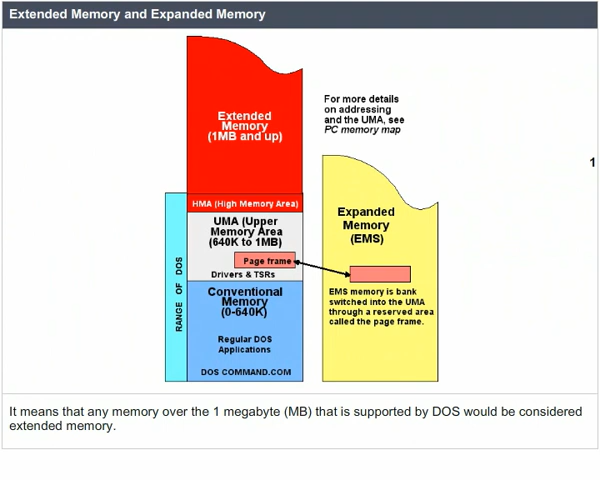 Extended Memory and Expanded Memory
Extended
Memory
(1MB and up)
For more details
on addressing
and the UMA, see
PC memory map
1
HMA (High Memory Area)
UMA (Upper
Memory Area
(640K to 1MB)
Page frame
Drivers & TSRs
RANGE OF DOS
Conventional
Memory
(0-640K)
Regular DOS
Applications
DOS COMMAND.COM
Expanded
Memory
(EMS)
EMS memory is bank
switched into the UMA
through a reserved area
called the page frame.
It means that any memory over the 1 megabyte (MB) that is supported by DOS would be considered
extended memory.